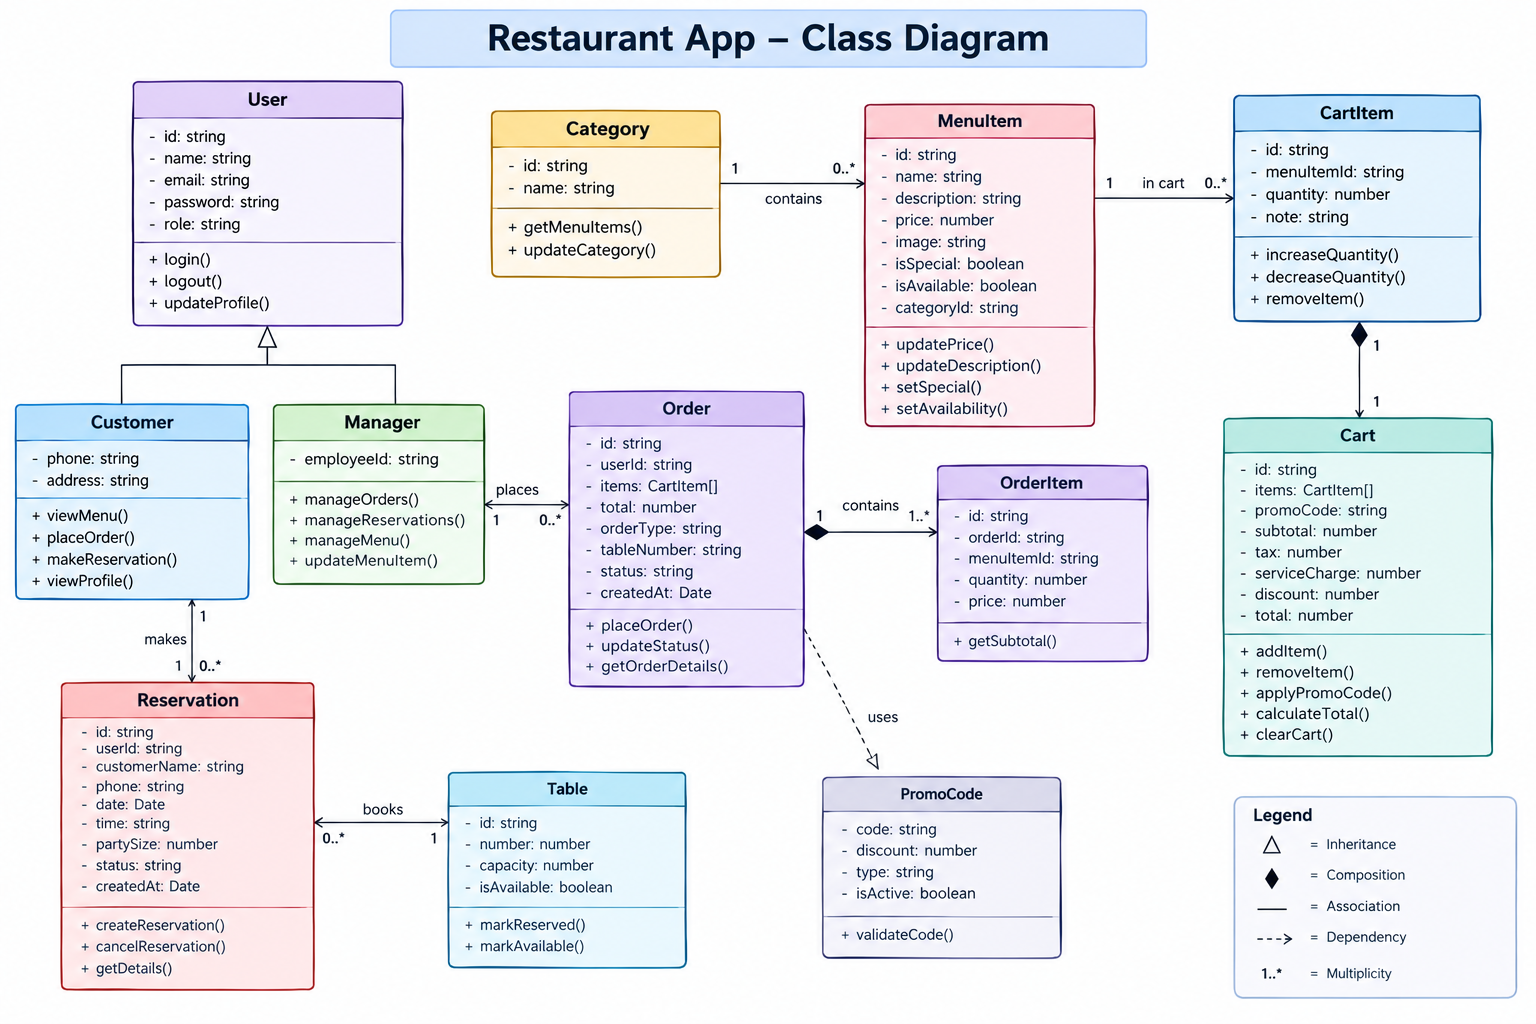 Restaurant App – Class Diagram
User
- id: string
- name: string
- email: string
- password: string
- role: string
+ login()
+ logout()
+ updateProfile()
Category
- id: string
- name: string
+ getMenuItems()
+ updateCategory()
1
0..*
contains
MenuItem
- id: string
- name: string
- description: string
- price: number
- image: string
- isSpecial: boolean
- isAvailable: boolean
- categoryId: string
+ updatePrice()
+ updateDescription()
+ setSpecial()
+ setAvailability()
1
in cart
0..*
CartItem
- id: string
- menuItemId: string
- quantity: number
- note: string
+ increaseQuantity()
+ decreaseQuantity()
+ removeItem()
1
1
Customer
- phone: string
- address: string
+ viewMenu()
+ placeOrder()
+ makeReservation()
+ viewProfile()
Manager
- employeeId: string
+ manageOrders()
+ manageReservations()
+ manageMenu()
+ updateMenuItem()
places
1
0..*
Order
- id: string
- userId: string
- items: CartItem[]
- total: number
- orderType: string
- tableNumber: string
- status: string
- createdAt: Date
+ placeOrder()
+ updateStatus()
+ getOrderDetails()
1
contains
1..*
OrderItem
- id: string
- orderId: string
- menuItemId: string
- quantity: number
- price: number
+ getSubtotal()
Cart
- id: string
- items: CartItem[]
- promoCode: string
- subtotal: number
- tax: number
- serviceCharge: number
- discount: number
- total: number
+ addItem()
+ removeItem()
+ applyPromoCode()
+ calculateTotal()
+ clearCart()
1
makes
1
0..*
Reservation
- id: string
- userId: string
- customerName: string
- phone: string
- date: Date
- time: string
- partySize: number
- status: string
- createdAt: Date
+ createReservation()
+ cancelReservation()
+ getDetails()
books
0..*
1
Table
- id: string
- number: number
- capacity: number
- isAvailable: boolean
+ markReserved()
+ markAvailable()
uses
PromoCode
- code: string
- discount: number
- type: string
- isActive: boolean
+ validateCode()
Legend
= Inheritance
= Composition
= Association
= Dependency
1..* = Multiplicity